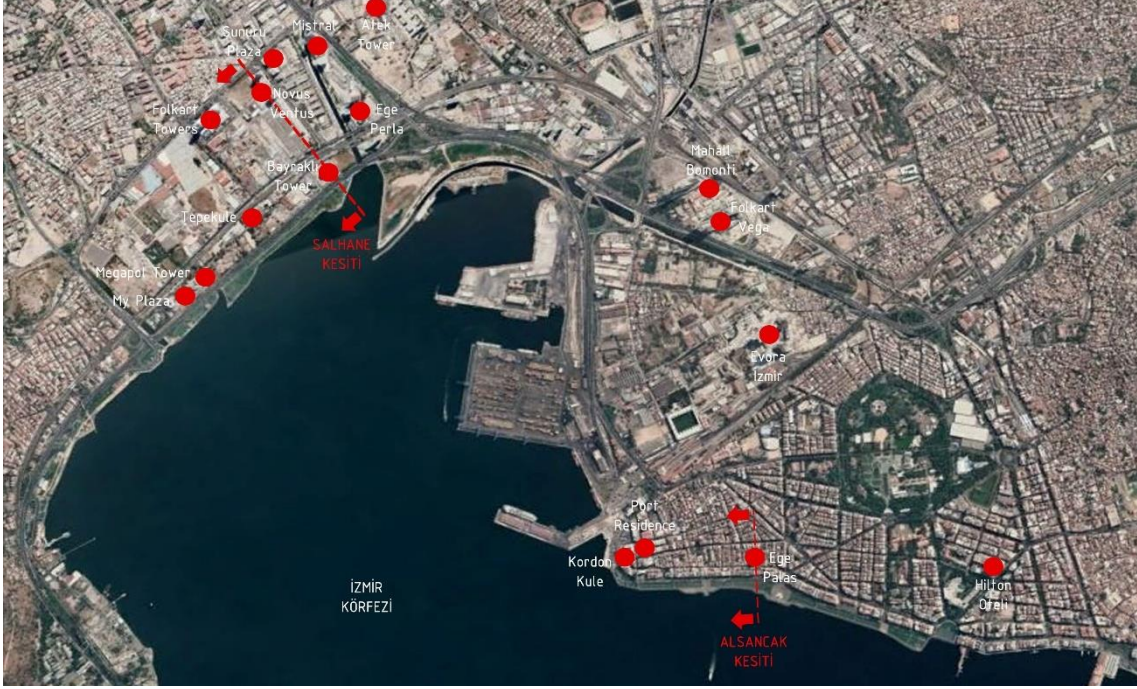 Mistral
Atek
Tower
Sunuru
Plaza
Novus
Ventus
Folkart
Towers
Ege
Perla
Bayraklı
Tower
Mahall
Bomonti
Tepekule
Folkart
Vega
SALHANE
KESİTİ
Megapol Tower
My Plaza
Evora
İzmir
Port
Residence
Kordon
Kule
Ege
Palas
Hilton
Oteli
İZMİR
KÖRFEZİ
ALSANCAK
KESİTİ